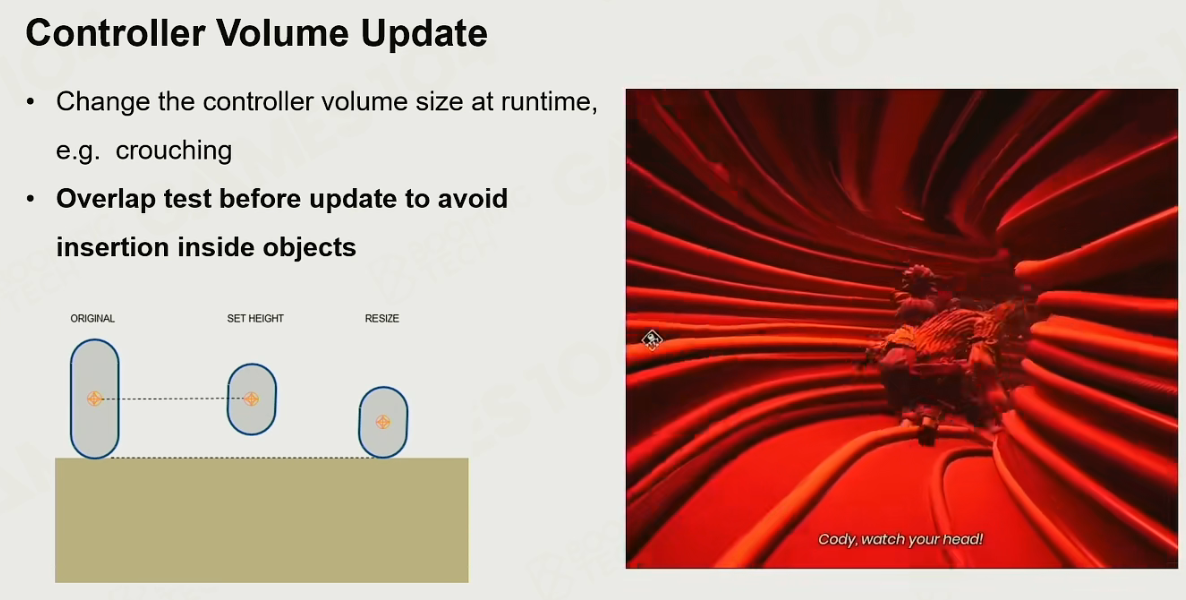 Controller Volume Update
• Change the controller volume size at runtime,
e.g. crouching
• Overlap test before update to avoid
insertion inside objects
ORIGINAL
SET HEIGHT
RESIZE
Cody, watch your head!